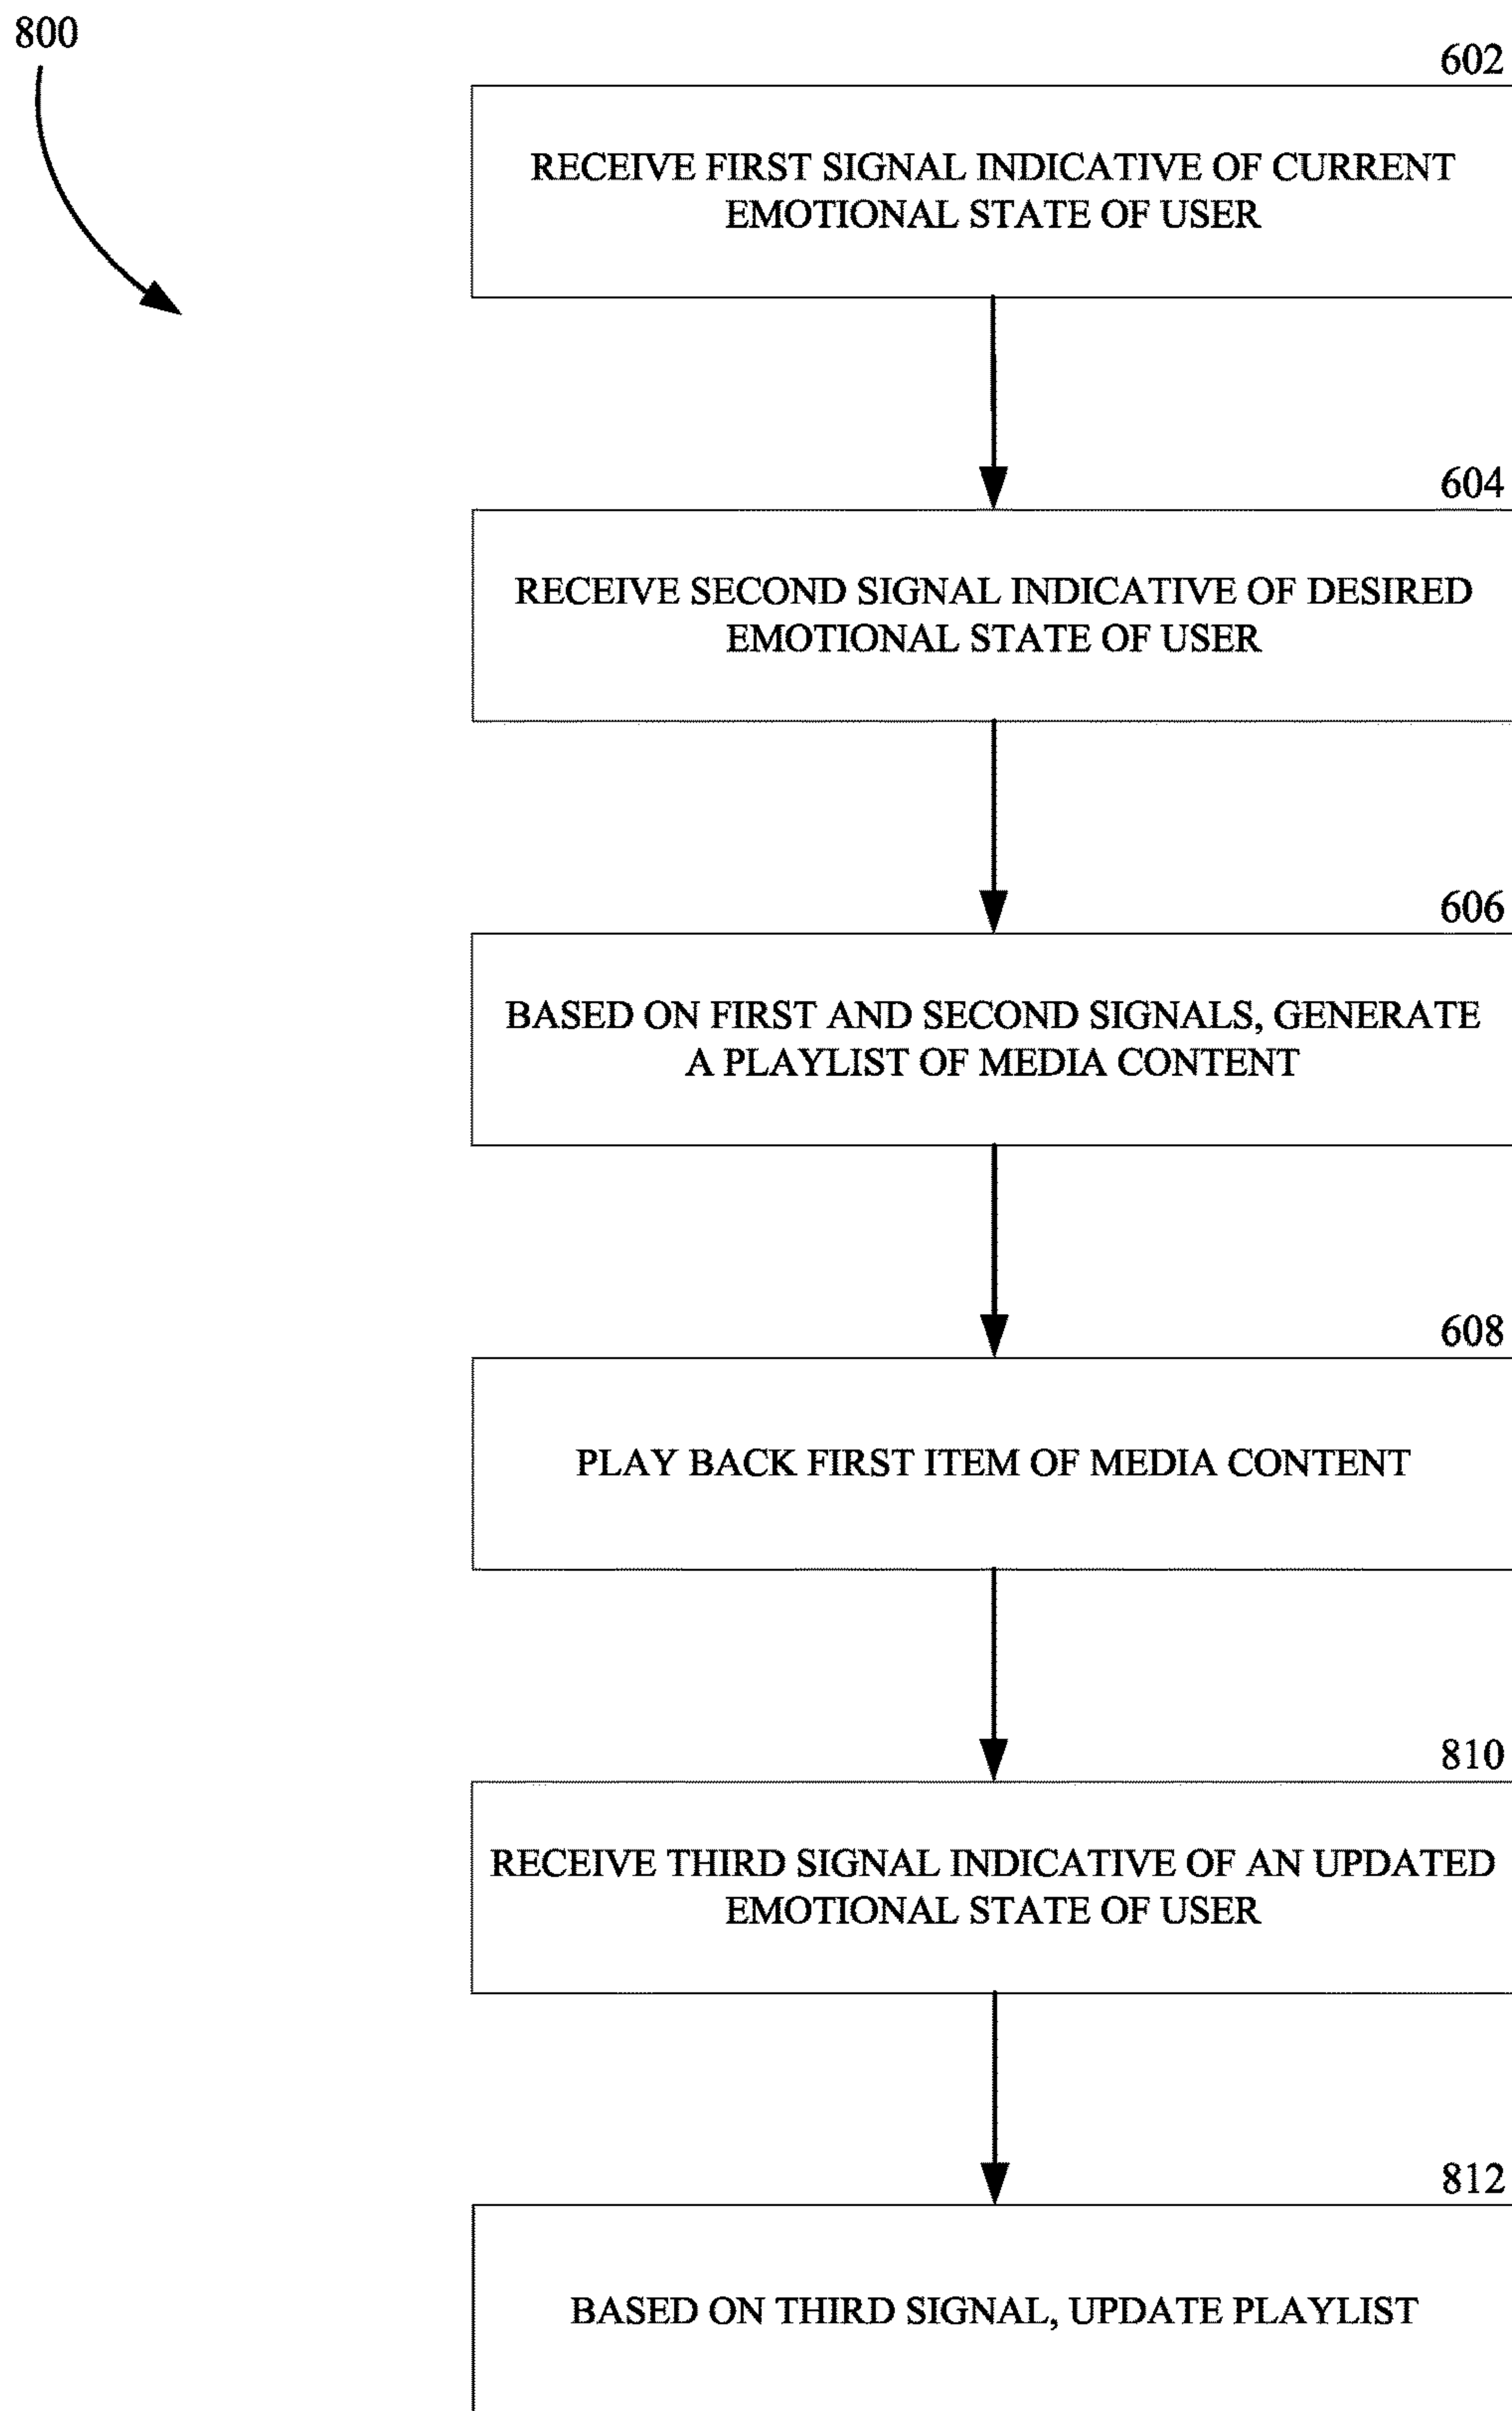 800
602
RECEIVE FIRST SIGNAL INDICATIVE OF CURRENT
EMOTIONAL STATE OF USER
604
RECEIVE SECOND SIGNAL INDICATIVE OF DESIRED
EMOTIONAL STATE OF USER
606
BASED ON FIRST AND SECOND SIGNALS, GENERATE
A PLAYLIST OF MEDIA CONTENT
608
PLAY BACK FIRST ITEM OF MEDIA CONTENT
810
RECEIVE THIRD SIGNAL INDICATIVE OF AN UPDATED
EMOTIONAL STATE OF USER
812
BASED ON THIRD SIGNAL, UPDATE PLAYLIST